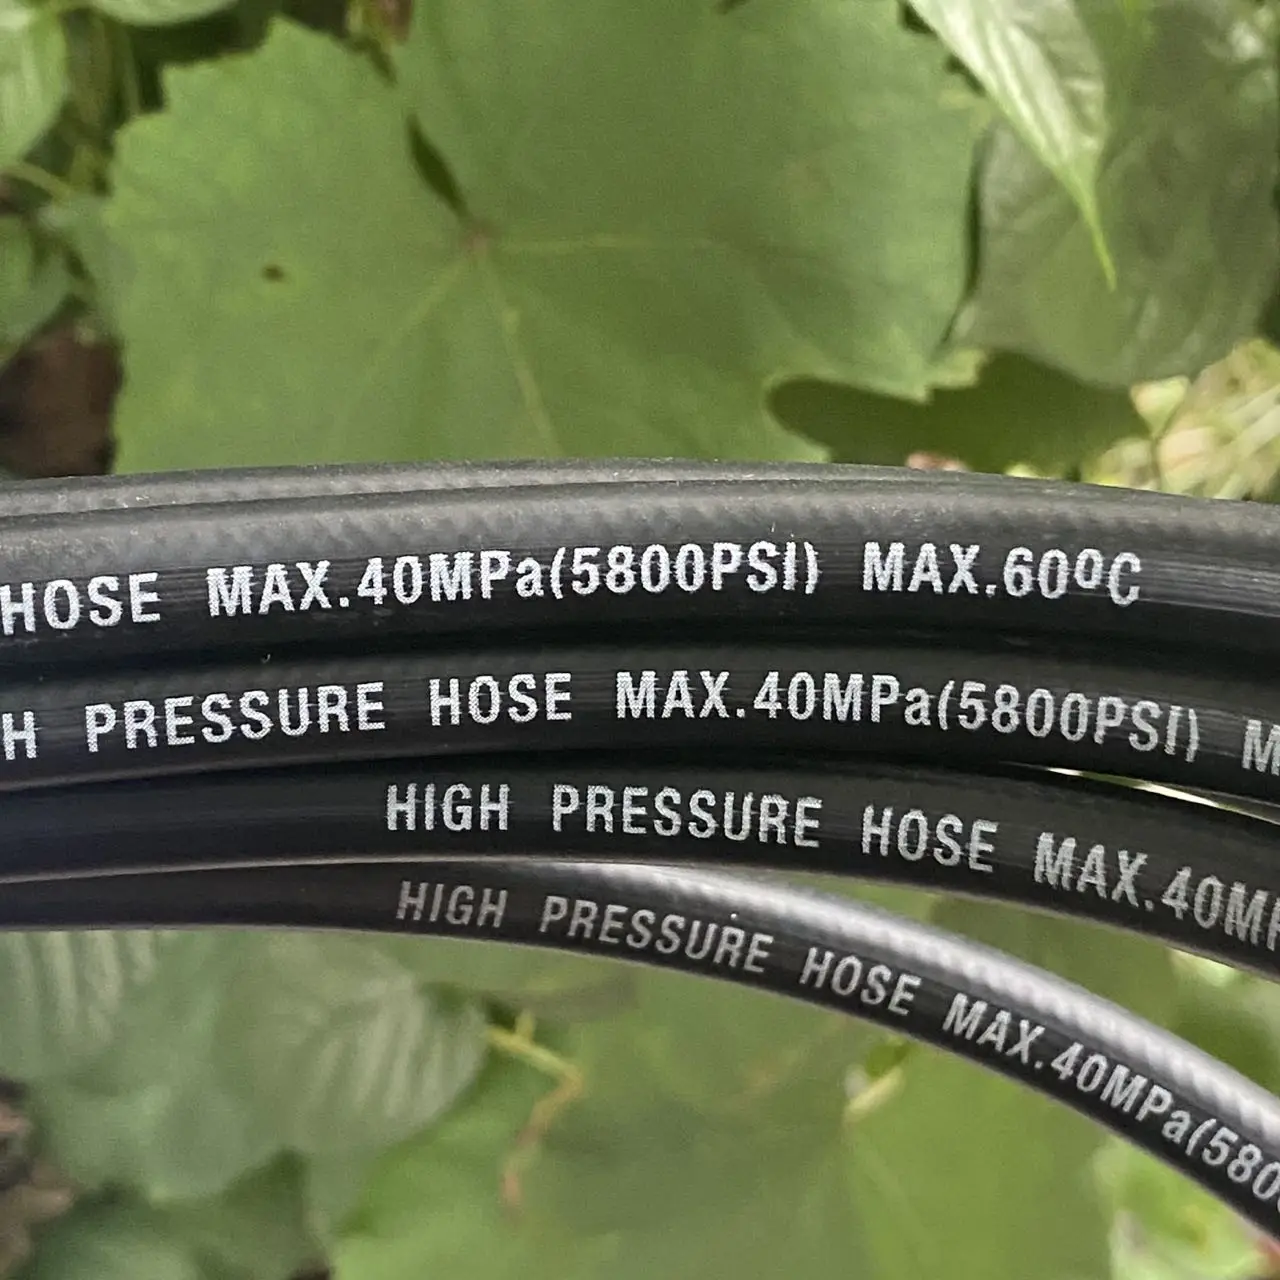 HOSE MAX.40MPa(5800PSI) MAX.60ºC
H PRESSURE HOSE MAX.40MPa(5800PSI) M
HIGH PRESSURE HOSE MAX.40MP
HIGH PRESSURE HOSE MAX.40MPa(580